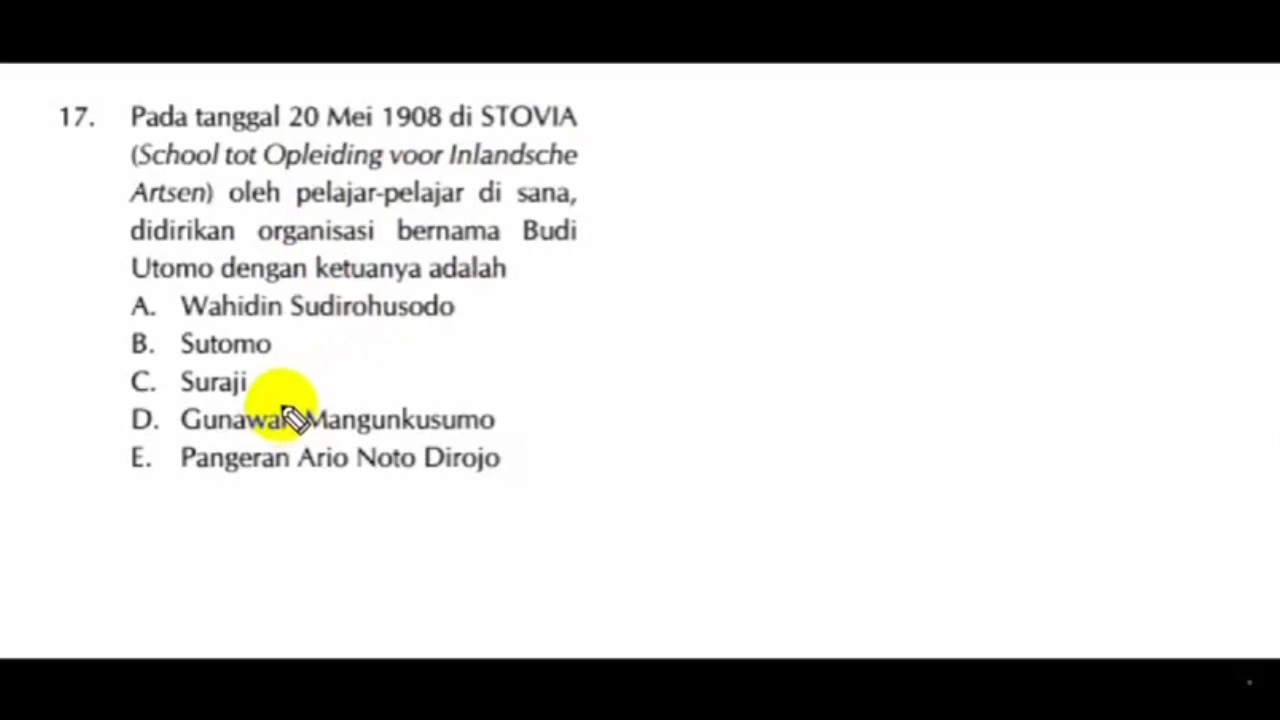 17. Pada tanggal 20 Mei 1908 di STOVIA
(School tot Opleiding voor Inlandsche
Artsen) oleh pelajar-pelajar di sana,
didirikan organisasi bernama Budi
Utomo dengan ketuanya adalah
A. Wahidin Sudirohusodo
B. Sutomo
C. Suraji
D. Gunawan Mangunkusumo
E. Pangeran Ario Noto Dirojo